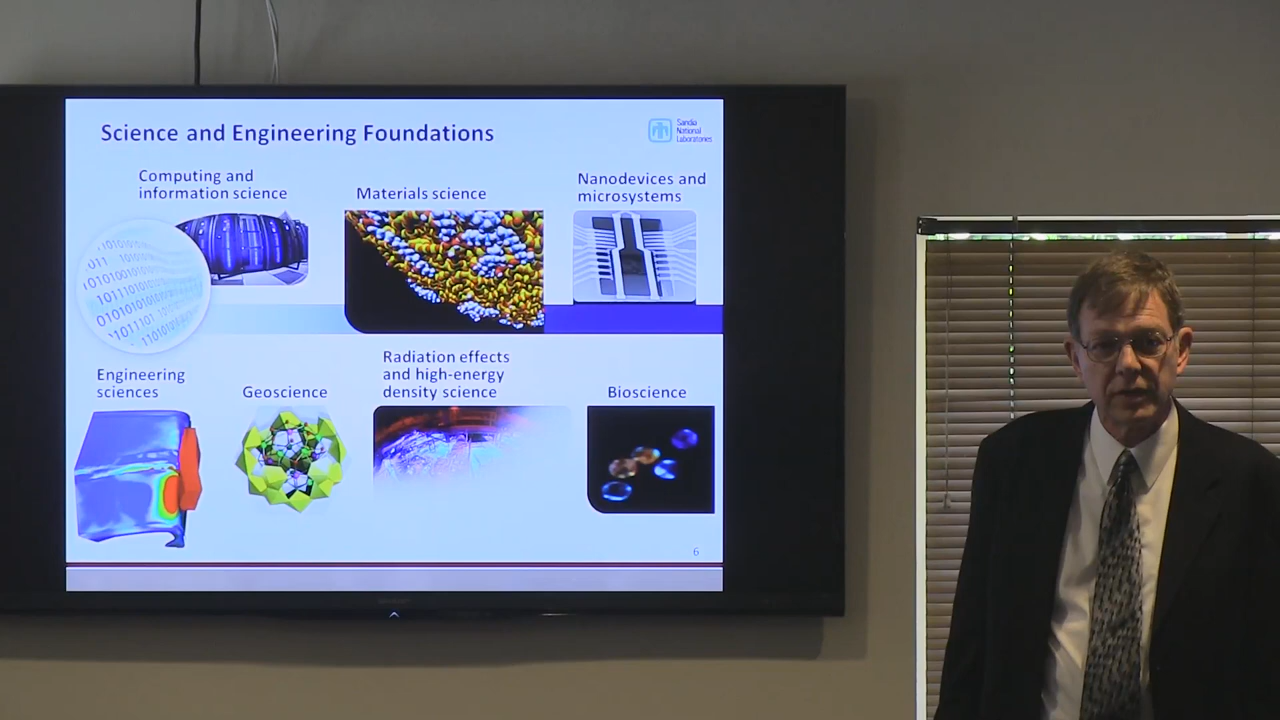 Science and Engineering Foundations
Sandia
National
Laboratories
Computing and
information science
Materials science
Nanodevices and
microsystems
Engineering
sciences
Geoscience
Radiation effects
and high-energy
density science
Bioscience
6